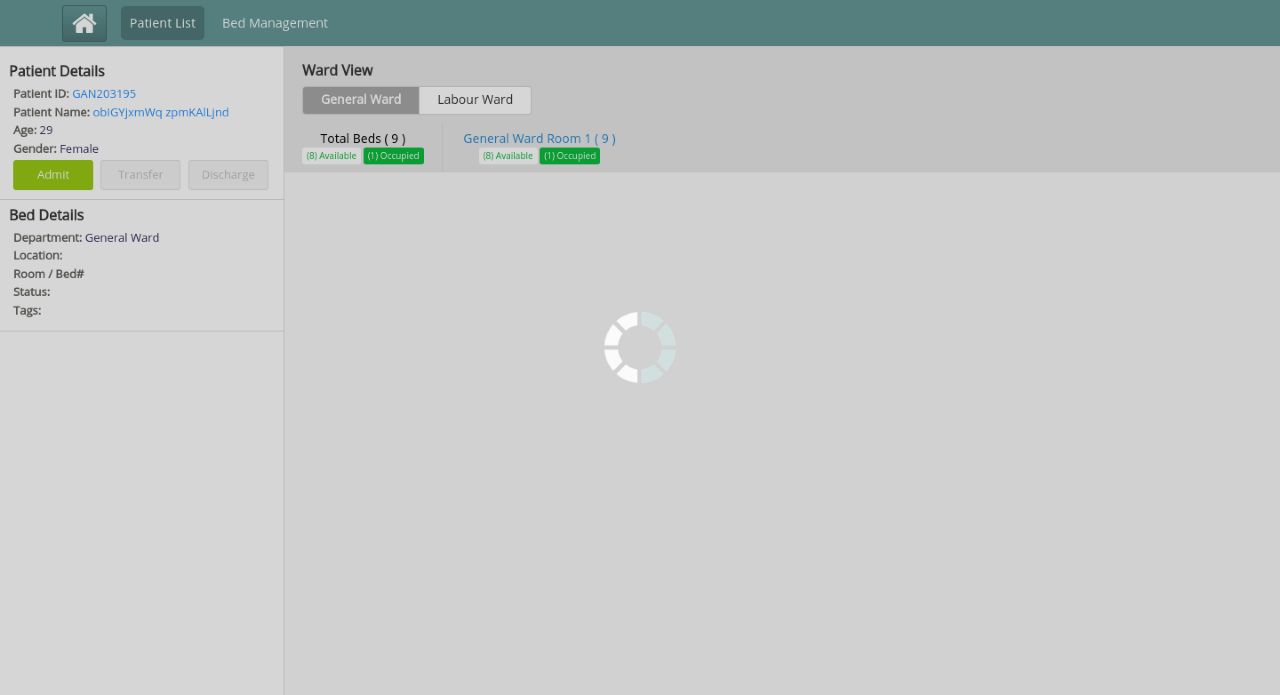 Patient List
Bed Management
Patient Details
Patient ID: GAN203195
Patient Name: obIGYjxmWq zpmKAlLjnd
Age: 29
Gender: Female
Admit
Transfer
Discharge
Bed Details
Department: General Ward
Location:
Room / Bed#
Status:
Tags:
Ward View
General Ward
Labour Ward
Total Beds ( 9 )
(8) Available (1) Occupied
General Ward Room 1 ( 9 )
(8) Available (1) Occupied